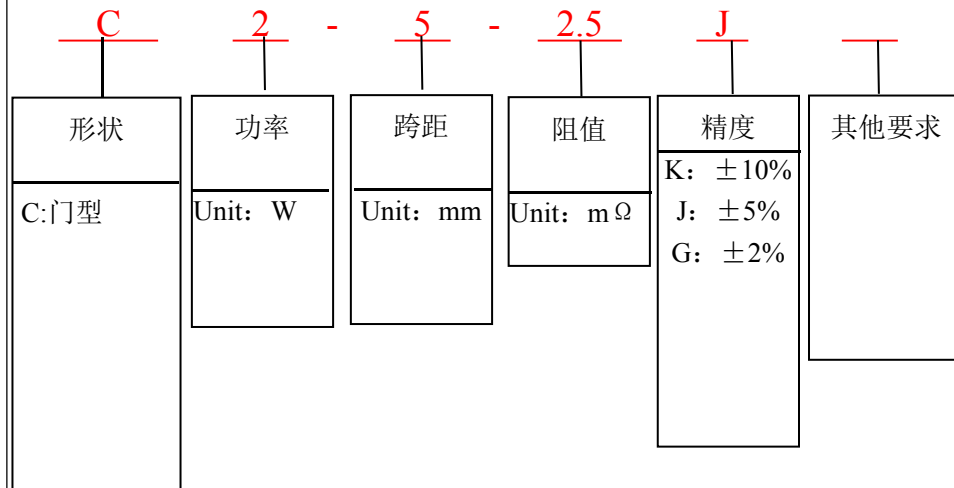 C 2 - 5 - 2.5 J
形状 功率 跨距 阻值 精度 其他要求
C:门型 Unit：W Unit：mm Unit：mΩ K：±10%
J：±5%
G：±2%